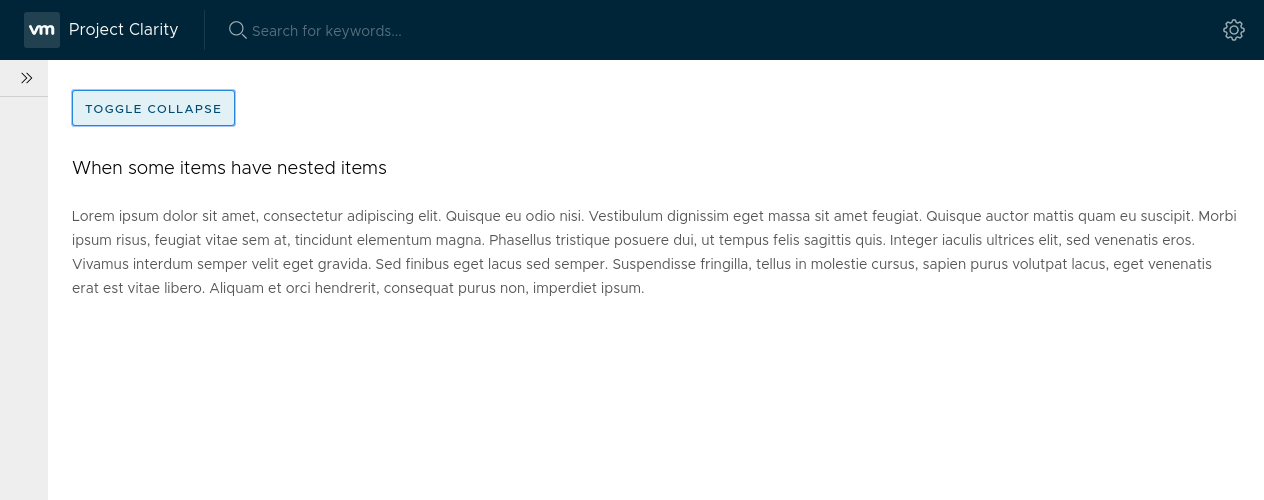 vm Project Clarity Search for keywords...
TOGGLE COLLAPSE
When some items have nested items
Lorem ipsum dolor sit amet, consectetur adipiscing elit. Quisque eu odio nisi. Vestibulum dignissim eget massa sit amet feugiat. Quisque auctor mattis quam eu suscipit. Morbi
ipsum risus, feugiat vitae sem at, tincidunt elementum magna. Phasellus tristique posuere dui, ut tempus felis sagittis quis. Integer iaculis ultrices elit, sed venenatis eros.
Vivamus interdum semper velit eget gravida. Sed finibus eget lacus sed semper. Suspendisse fringilla, tellus in molestie cursus, sapien purus volutpat lacus, eget venenatis
erat est vitae libero. Aliquam et orci hendrerit, consequat purus non, imperdiet ipsum.